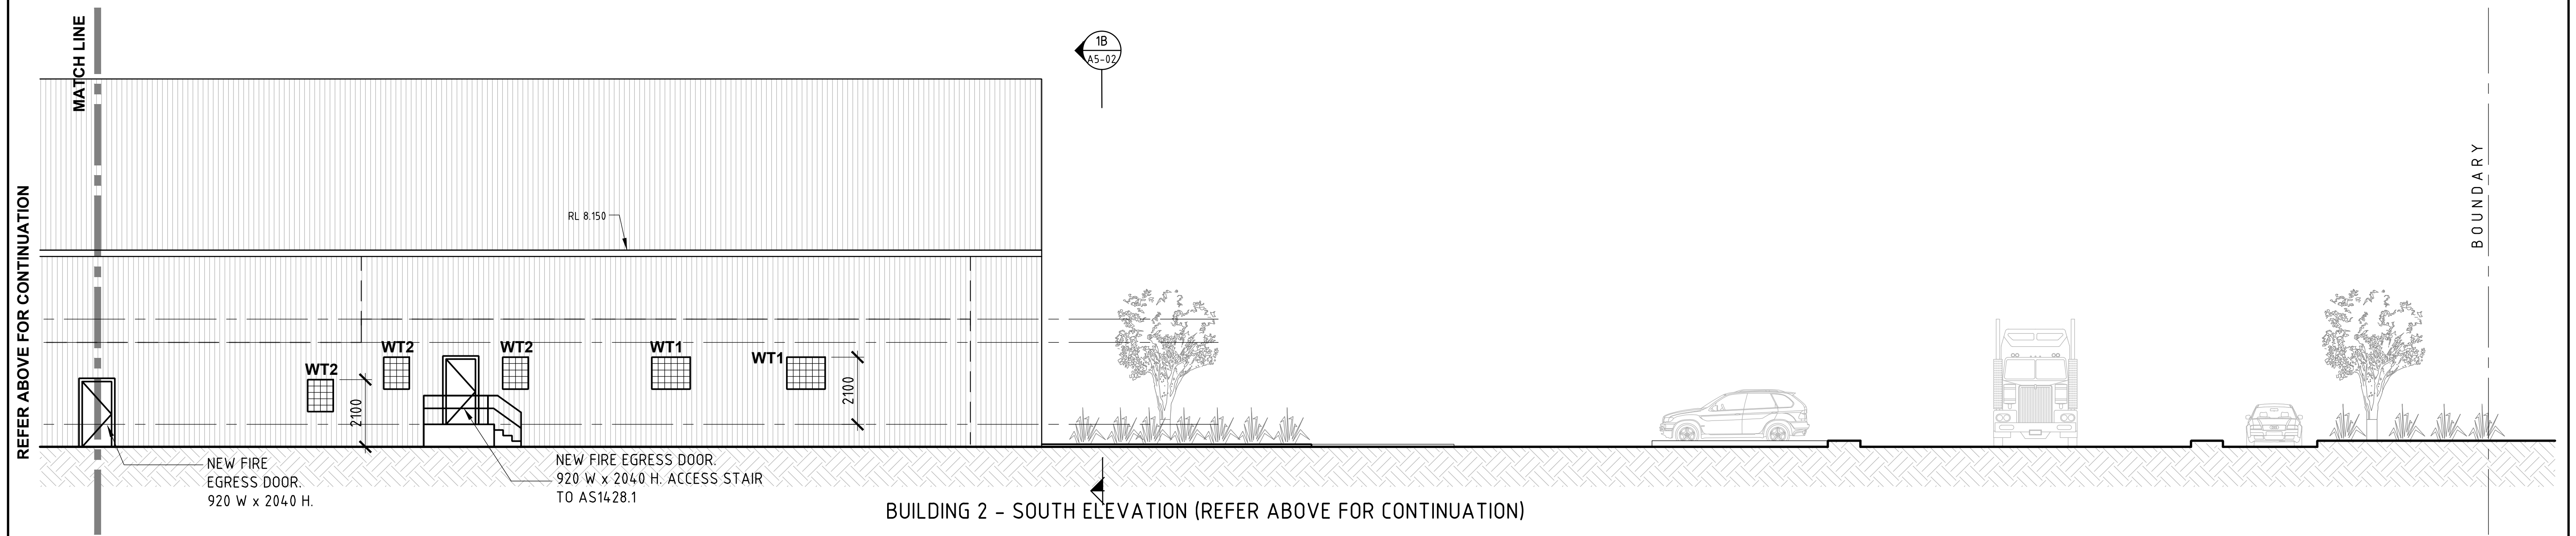 MATCH LINE
REFER ABOVE FOR CONTINUATION
1B
A5-02
RL 8.150
BOUNDARY
WT2
WT2
WT2
WT1
WT1
2100
2100
NEW FIRE
EGRESS DOOR.
920 W x 2040 H.
NEW FIRE EGRESS DOOR.
920 W x 2040 H. ACCESS STAIR
TO AS1428.1
BUILDING 2 - SOUTH ELEVATION (REFER ABOVE FOR CONTINUATION)